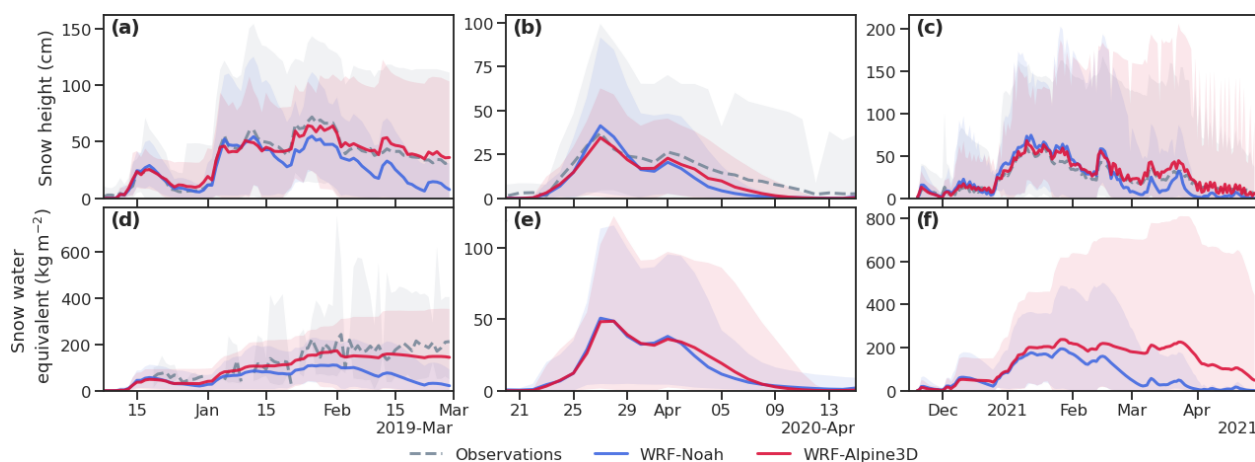 (a)
(b)
(c)
Snow height (cm)
150
100
50
0
100
75
50
25
0
200
150
100
50
0
(d)
(e)
(f)
Snow water
equivalent (kg m−2)
600
400
200
0
100
50
0
800
600
400
200
0
15 Jan 15 Feb 15 Mar
2019-Mar
21 25 29 Apr 05 09 13
2020-Apr
Dec 2021 Feb Mar Apr
2021
Observations WRF-Noah WRF-Alpine3D